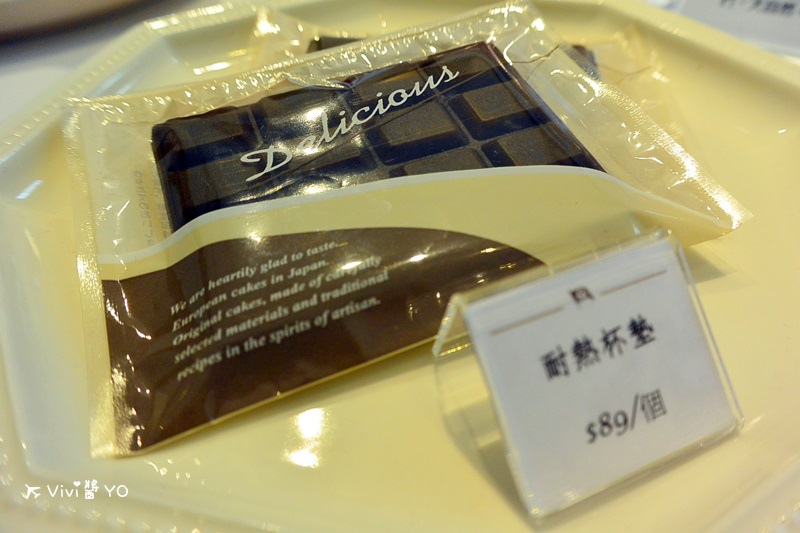 Delicious
We are heartily glad to taste...
European cakes in Japan.
Original cakes, made of carefully
selected materials and traditional
recipes in the spirits of artisan.
耐熱杯墊
$89/個
Vivi醬YO